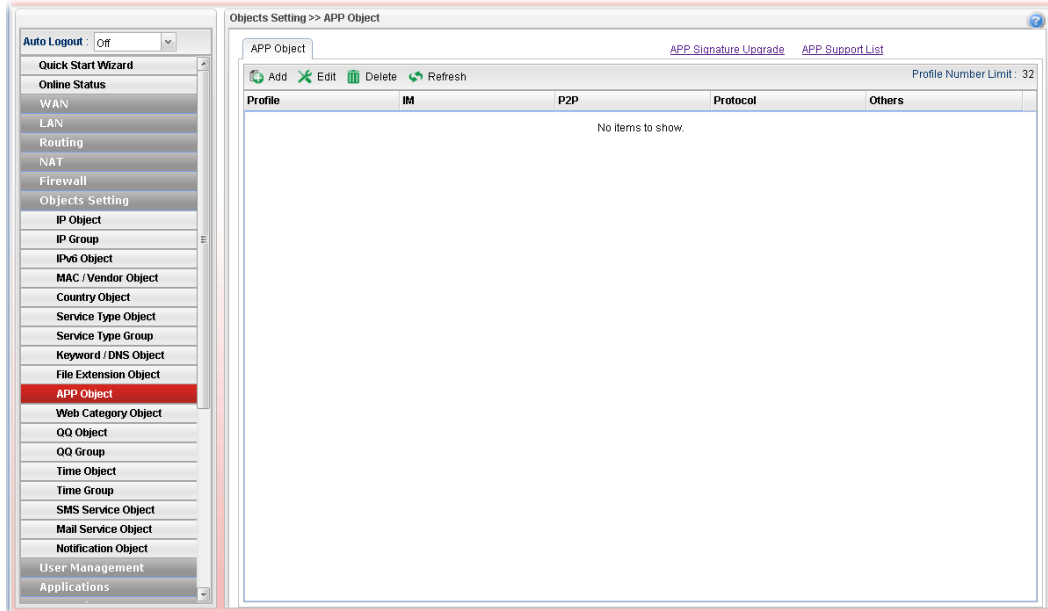 Objects Setting >> APP Object
Auto Logout : Off
Quick Start Wizard
Online Status
WAN
LAN
Routing
NAT
Firewall
Objects Setting
IP Object
IP Group
IPv6 Object
MAC / Vendor Object
Country Object
Service Type Object
Service Type Group
Keyword / DNS Object
File Extension Object
APP Object
Web Category Object
QQ Object
QQ Group
Time Object
Time Group
SMS Service Object
Mail Service Object
Notification Object
User Management
Applications
APP Object
APP Signature Upgrade APP Support List
Add Edit Delete Refresh Profile Number Limit : 32
Profile IM P2P Protocol Others
No items to show.